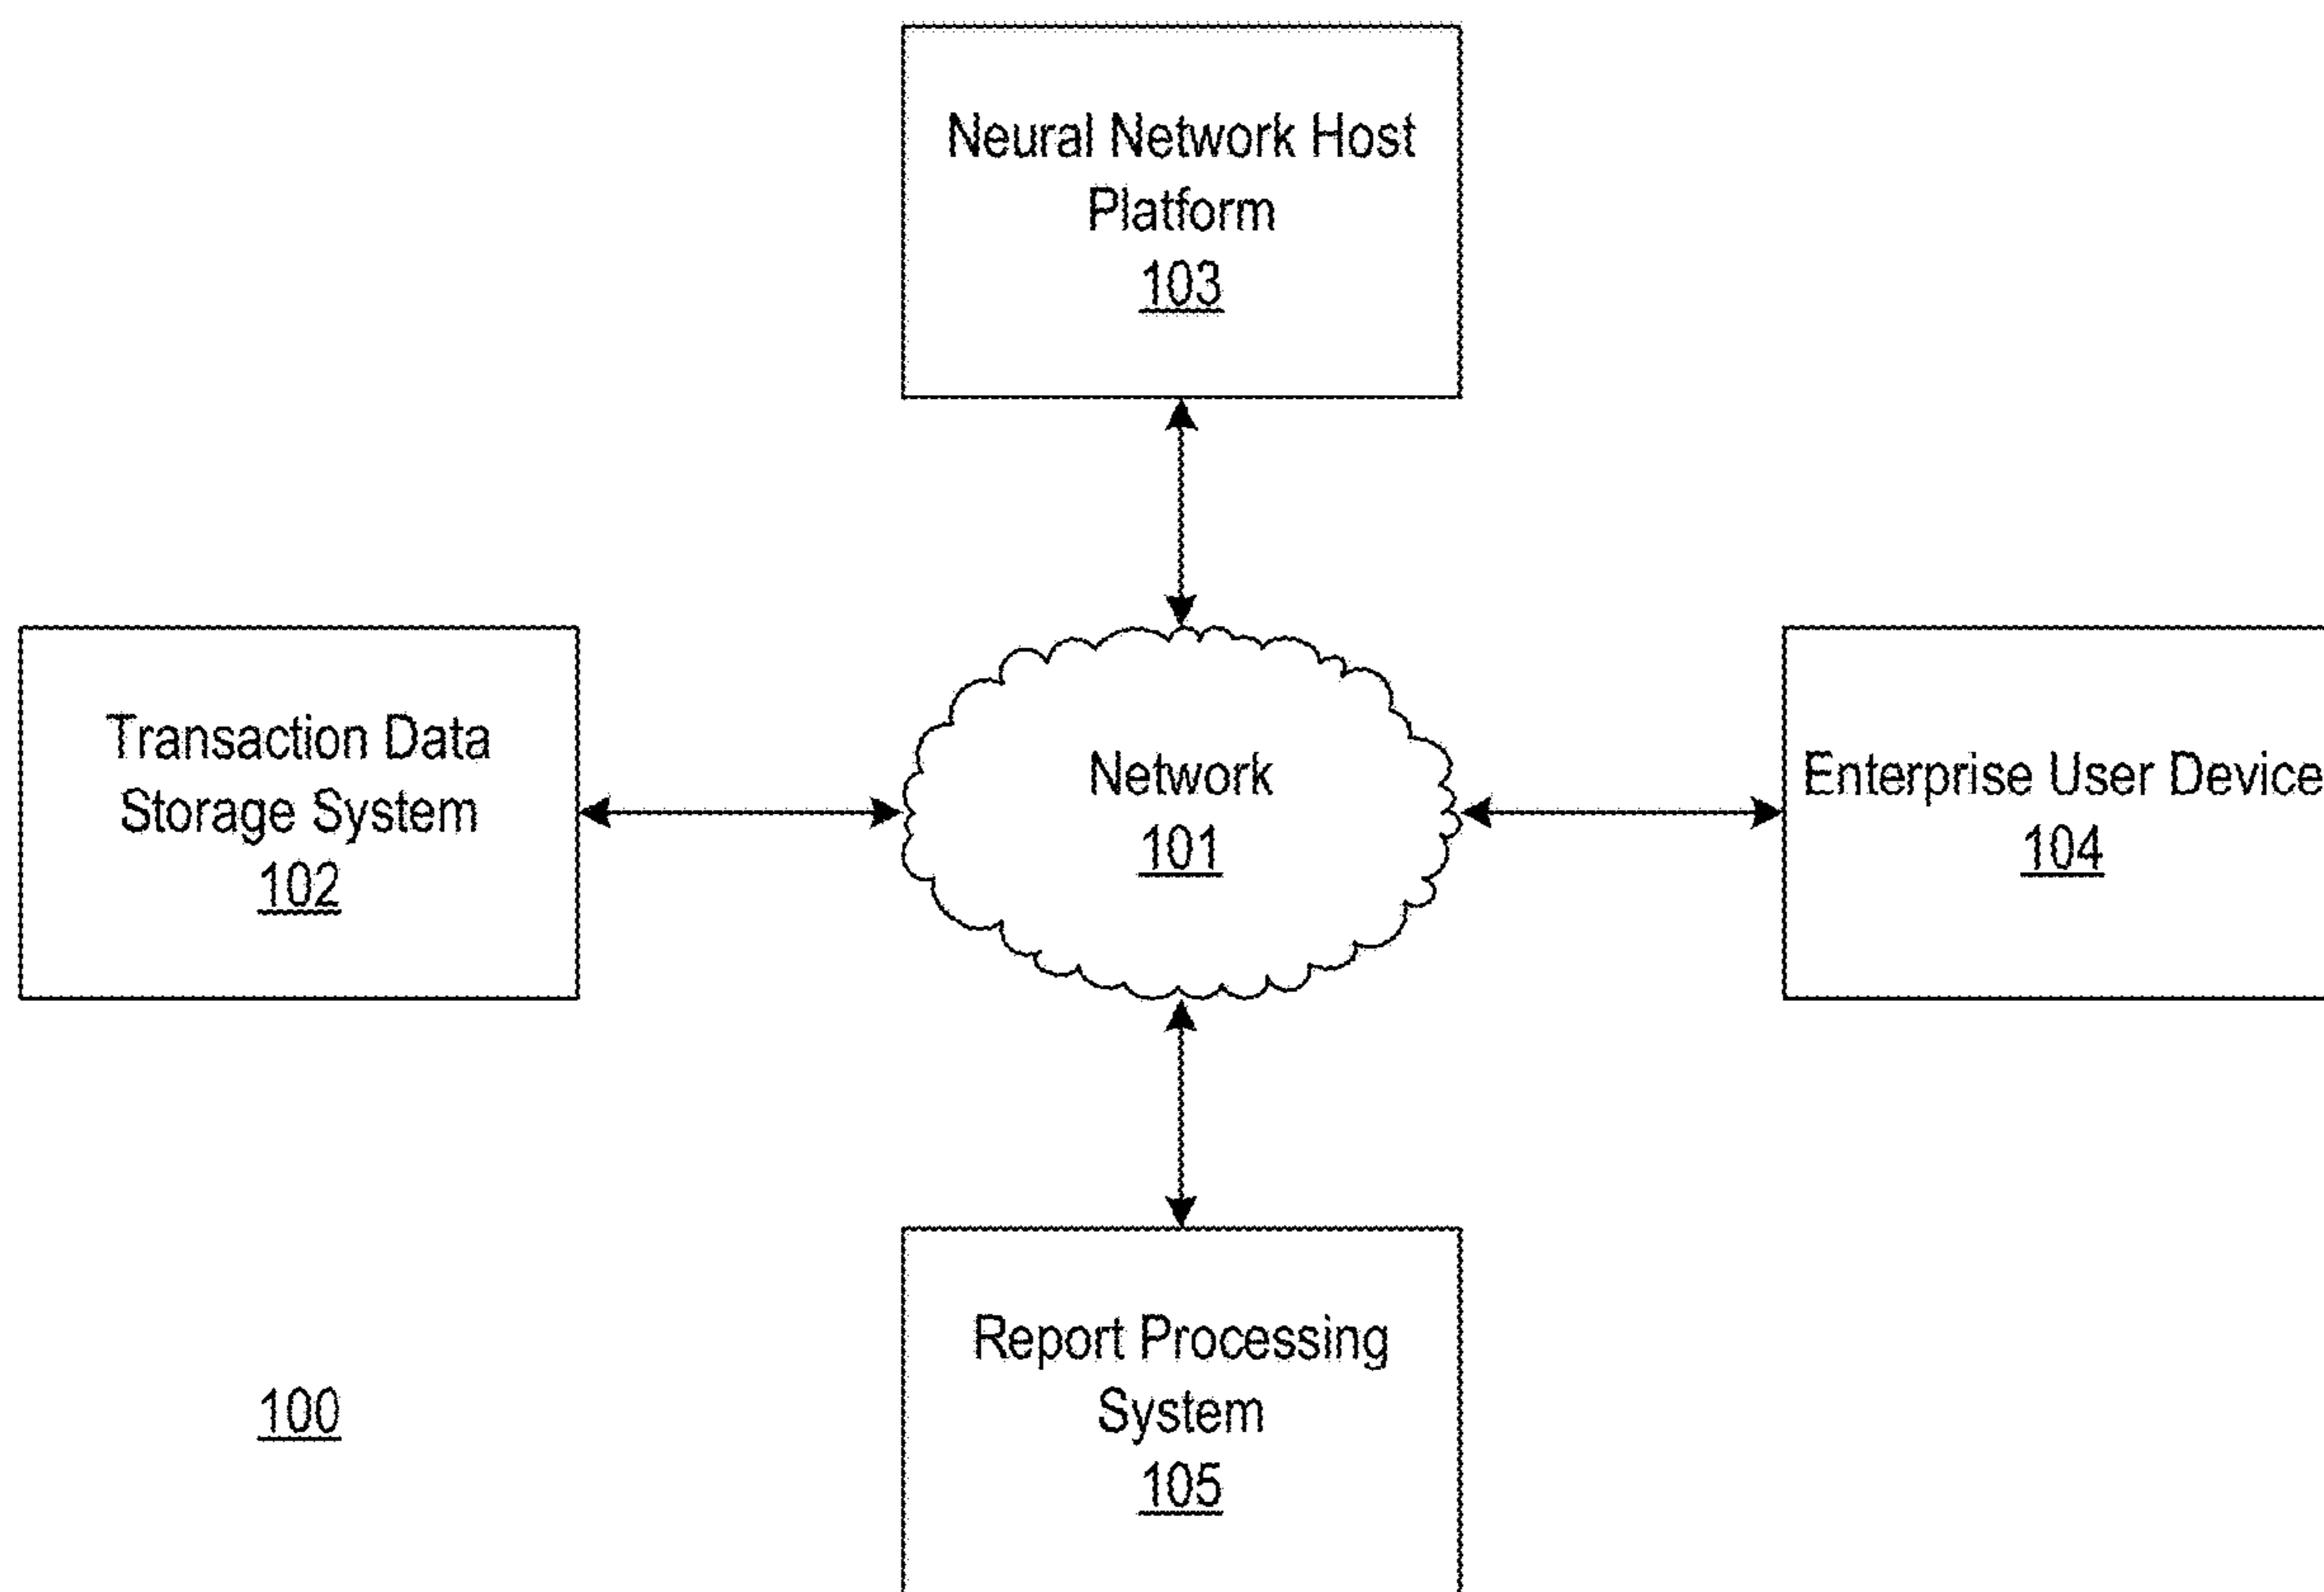 Neural Network Host
Platform
103
Transaction Data
Storage System
102
Network
101
Enterprise User Device
104
Report Processing
System
105
100